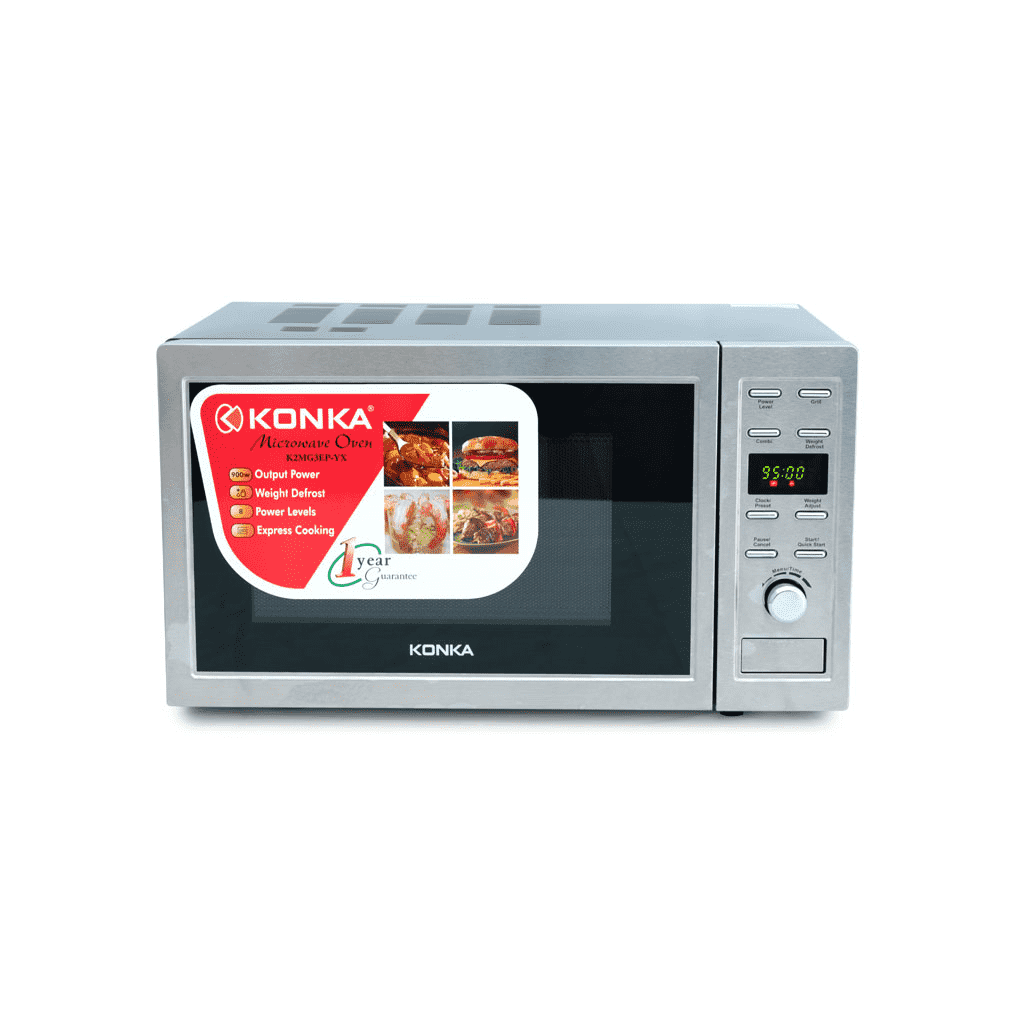 KONKA®
Microwave Oven
K2MG3EP-YX
900w Output Power
Weight Defrost
8 Power Levels
Express Cooking
1 year
Guarantee
KONKA
Power
Level
Grill
Combi
Weight
Defrost
95:00
Clock/
Preset
Weight
Adjust
Pause/
Cancel
Start/
Quick Start
Menu/Time